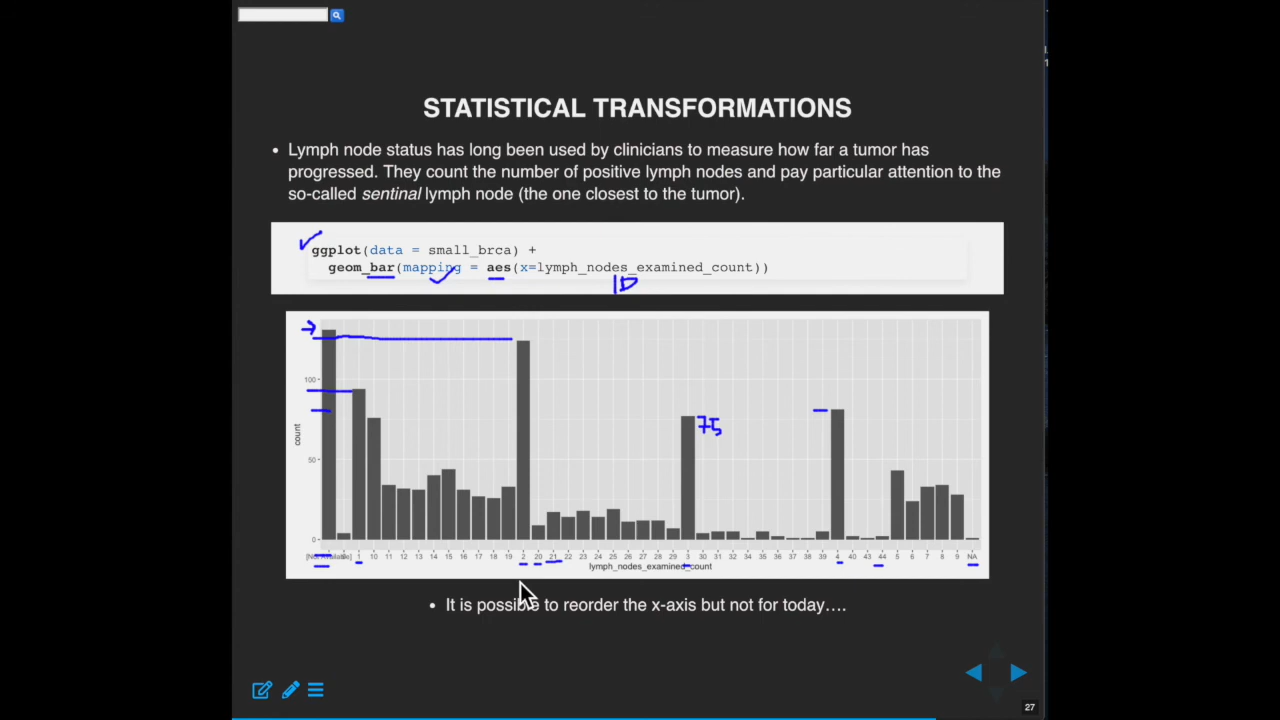 STATISTICAL TRANSFORMATIONS
• Lymph node status has long been used by clinicians to measure how far a tumor has
progressed. They count the number of positive lymph nodes and pay particular attention to the
so-called sentinal lymph node (the one closest to the tumor).
ggplot(data = small_brca) +
geom_bar(mapping = aes(x=lymph_nodes_examined_count))
1D
75
100
50
0
count
[Not Available] 1 10 11 12 13 14 15 16 17 18 19 2 20 21 22 23 24 25 26 27 28 29 3 30 31 32 34 35 36 37 38 39 4 40 43 44 5 6 7 8 9 NA
lymph_nodes_examined_count
• It is possible to reorder the x-axis but not for today….
27